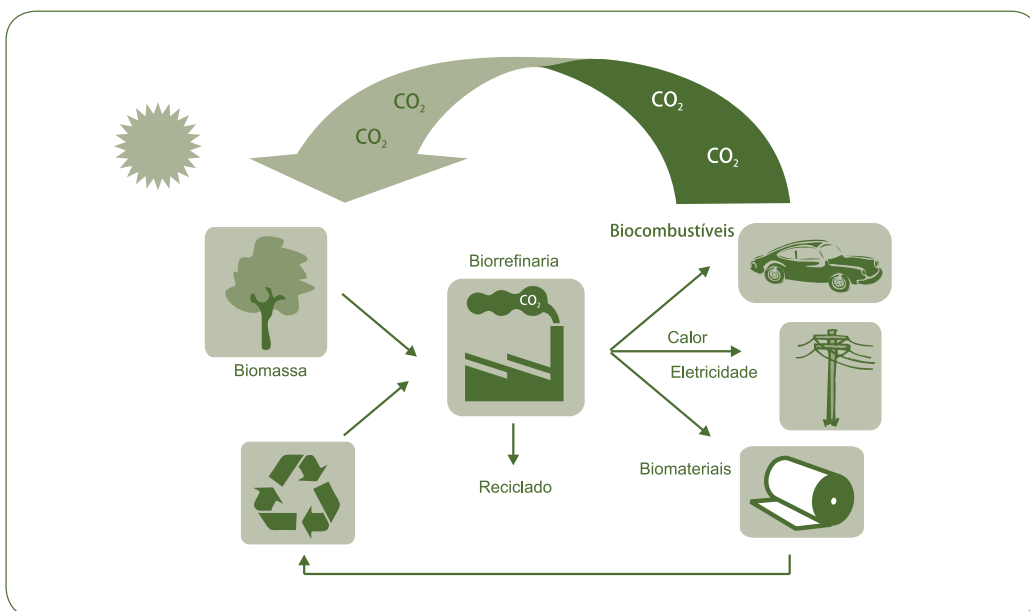 CO₂
CO₂
CO₂
CO₂
Biocombustíveis
Biorrefinaria
CO₂
Calor
Biomassa
Eletricidade
Biomateriais
Reciclado